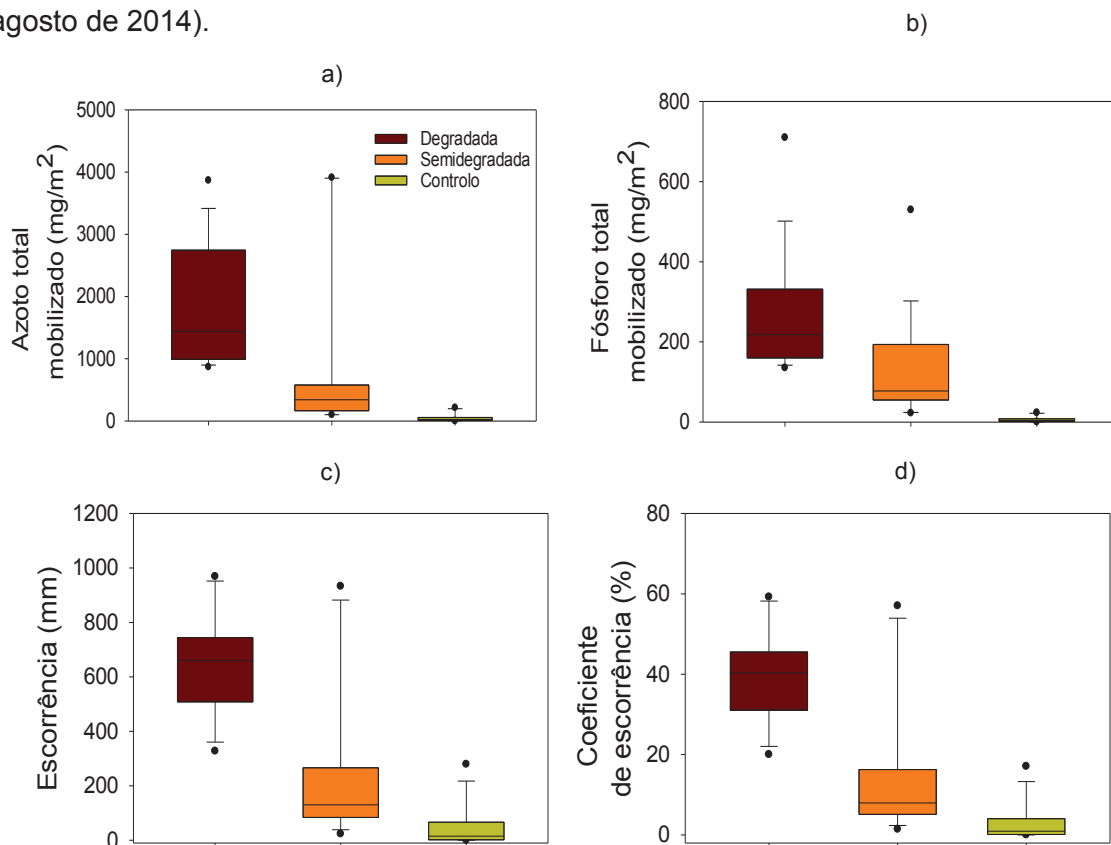 agosto de 2014).
a)
5000
4000
3000
2000
1000
0
Azoto total
mobilizado (mg/m²)
Degradada
Semidegradada
Controlo
b)
800
600
400
200
0
Fósforo total
mobilizado (mg/m²)
c)
1200
1000
800
600
400
200
0
Escorrência (mm)
d)
80
60
40
20
0
Coeficiente
de escorrência (%)